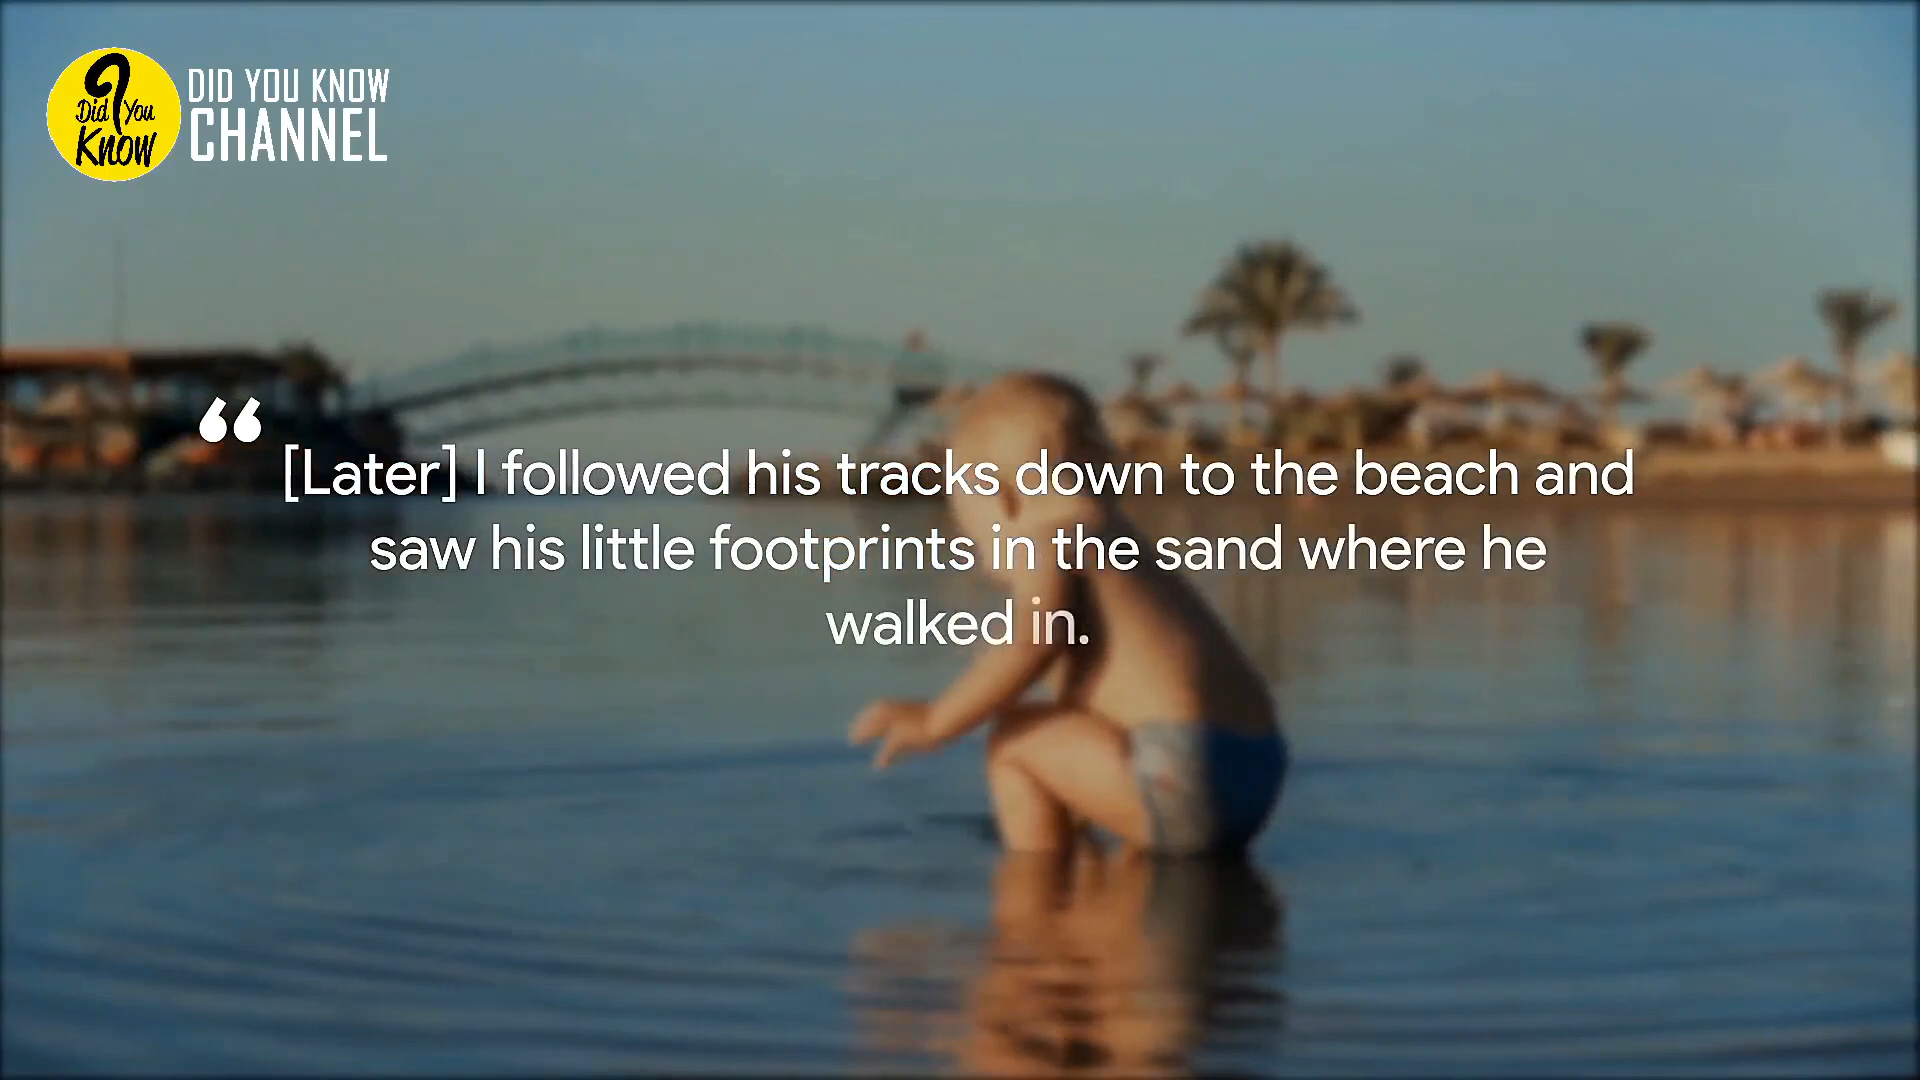 Did You
Know
DID YOU KNOW
CHANNEL
“
[Later] I followed his tracks down to the beach and
saw his little footprints in the sand where he
walked in.